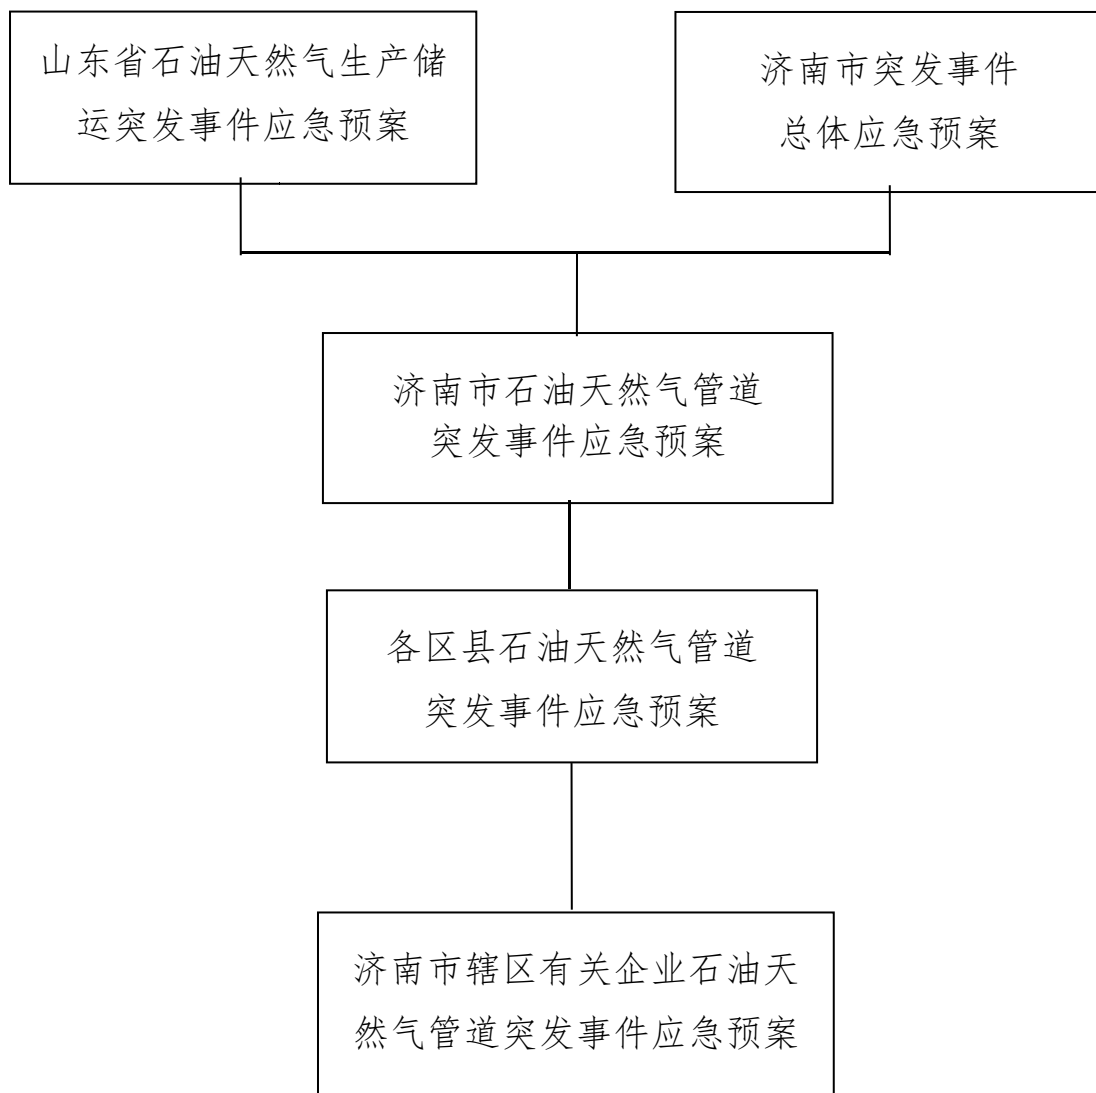 山东省石油天然气生产储
运突发事件应急预案
济南市突发事件
总体应急预案
济南市石油天然气管道
突发事件应急预案
各区县石油天然气管道
突发事件应急预案
济南市辖区有关企业石油天
然气管道突发事件应急预案